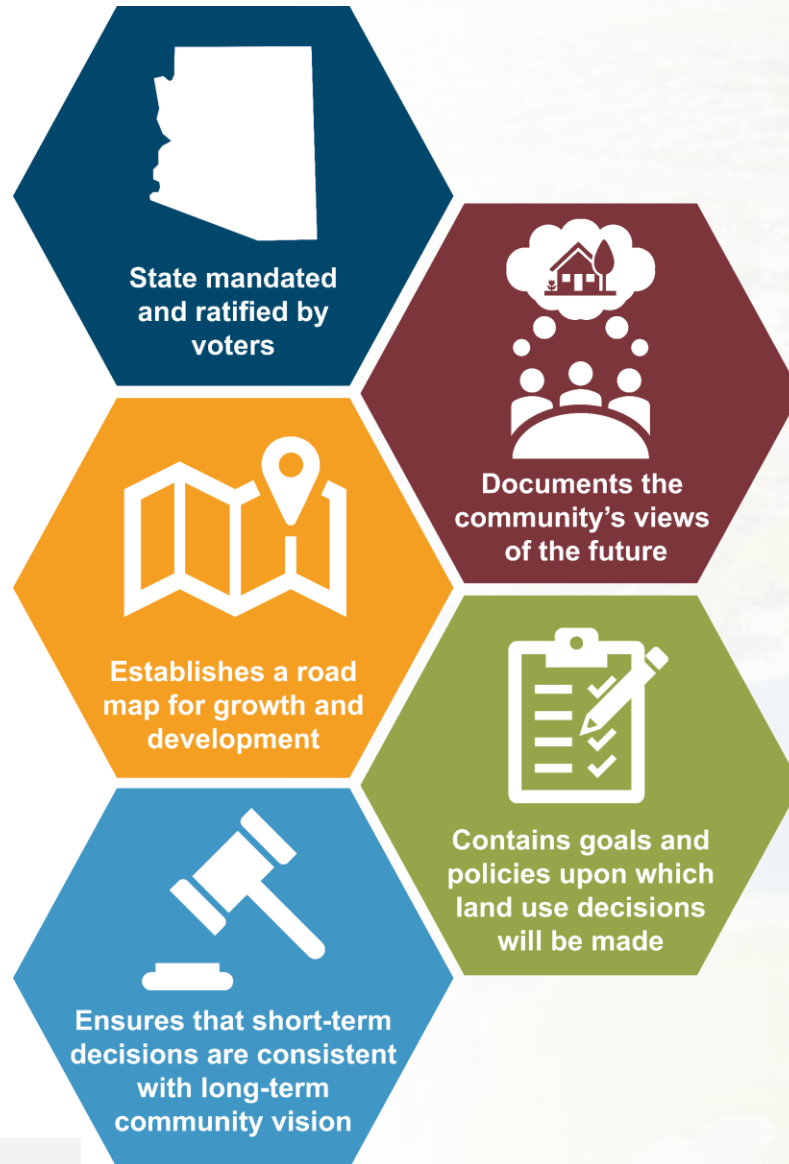 State mandated
and ratified by
voters
Documents the
community’s views
of the future
Establishes a road
map for growth and
development
Contains goals and
policies upon which
land use decisions
will be made
Ensures that short-term
decisions are consistent
with long-term
community vision